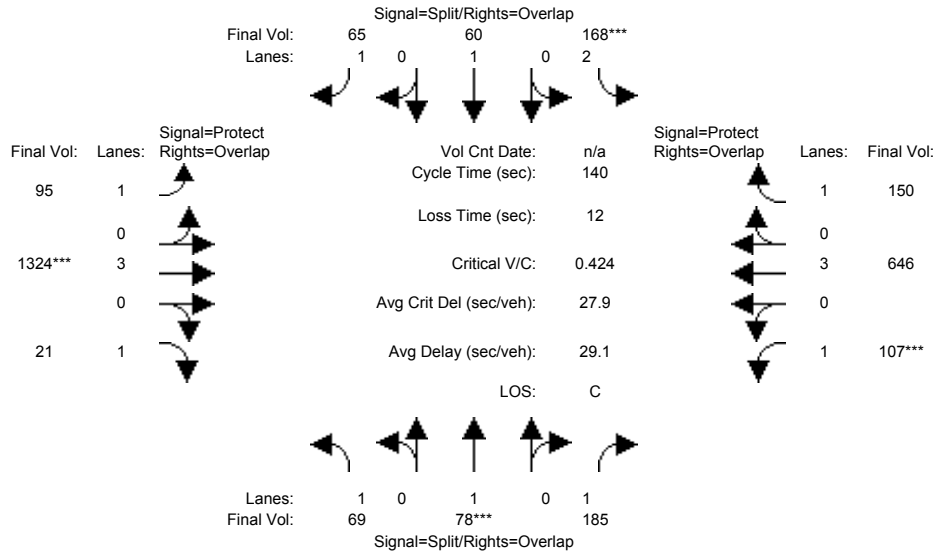 Signal=Split/Rights=Overlap
Final Vol: 65 60 168***
Lanes: 1 0 1 0 2
Signal=Protect
Final Vol: Lanes: Rights=Overlap
Vol Cnt Date: n/a
Signal=Protect
Rights=Overlap Lanes: Final Vol:
Cycle Time (sec): 140
95 1
1 150
Loss Time (sec): 12
0
0
1324*** 3
Critical V/C: 0.424
3 646
0
Avg Crit Del (sec/veh): 27.9
0
21 1
Avg Delay (sec/veh): 29.1
1 107***
LOS: C
Lanes: 1 0 1 0 1
Final Vol: 69 78*** 185
Signal=Split/Rights=Overlap